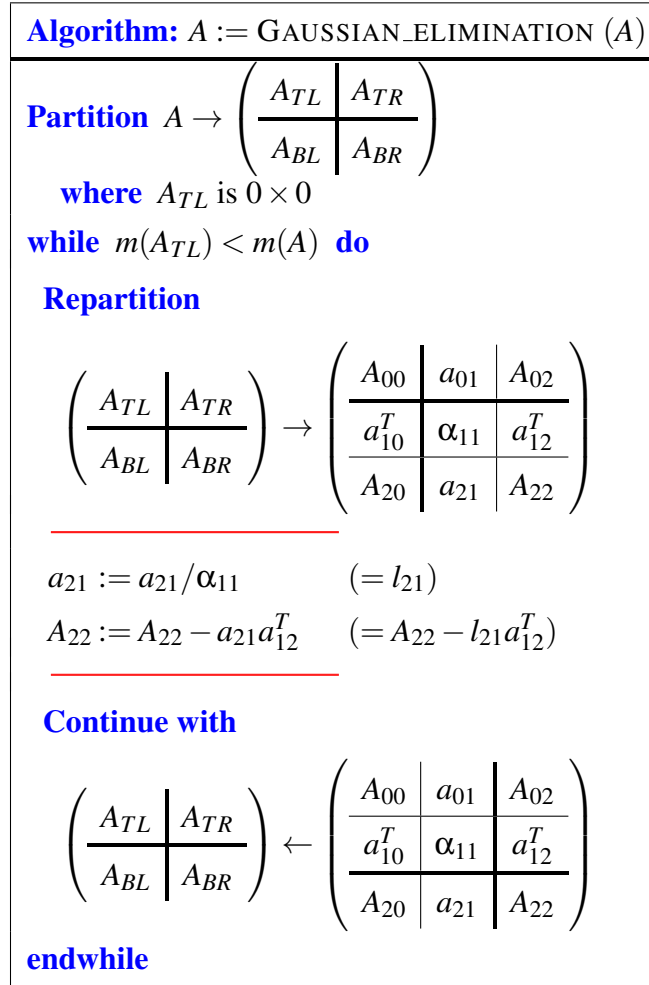 Algorithm: A := GAUSSIAN_ELIMINATION (A)
Partition A → ( A_TL | A_TR
A_BL | A_BR )
where A_TL is 0 × 0
while m(A_TL) < m(A) do
Repartition
( A_TL | A_TR
A_BL | A_BR ) → ( A_00 | a_01 | A_02
a_10^T | α_11 | a_12^T
A_20 | a_21 | A_22 )
a_21 := a_21/α_11 (= l_21)
A_22 := A_22 − a_21 a_12^T (= A_22 − l_21 a_12^T)
Continue with
( A_TL | A_TR
A_BL | A_BR ) ← ( A_00 | a_01 | A_02
a_10^T | α_11 | a_12^T
A_20 | a_21 | A_22 )
endwhile